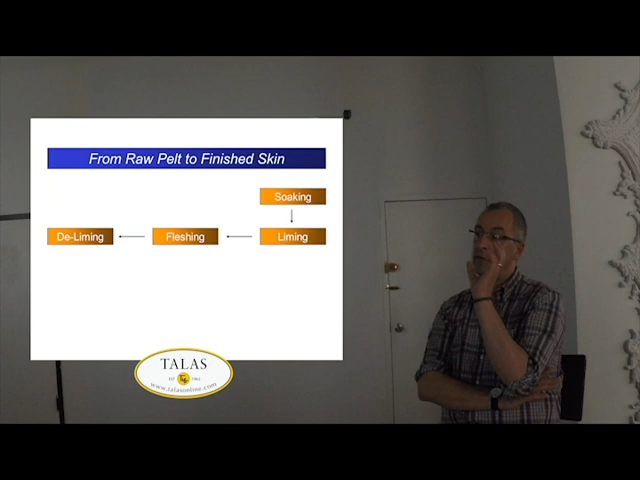 From Raw Pelt to Finished Skin
Soaking
De-Liming
Fleshing
Liming
TALAS
www.talasonline.com